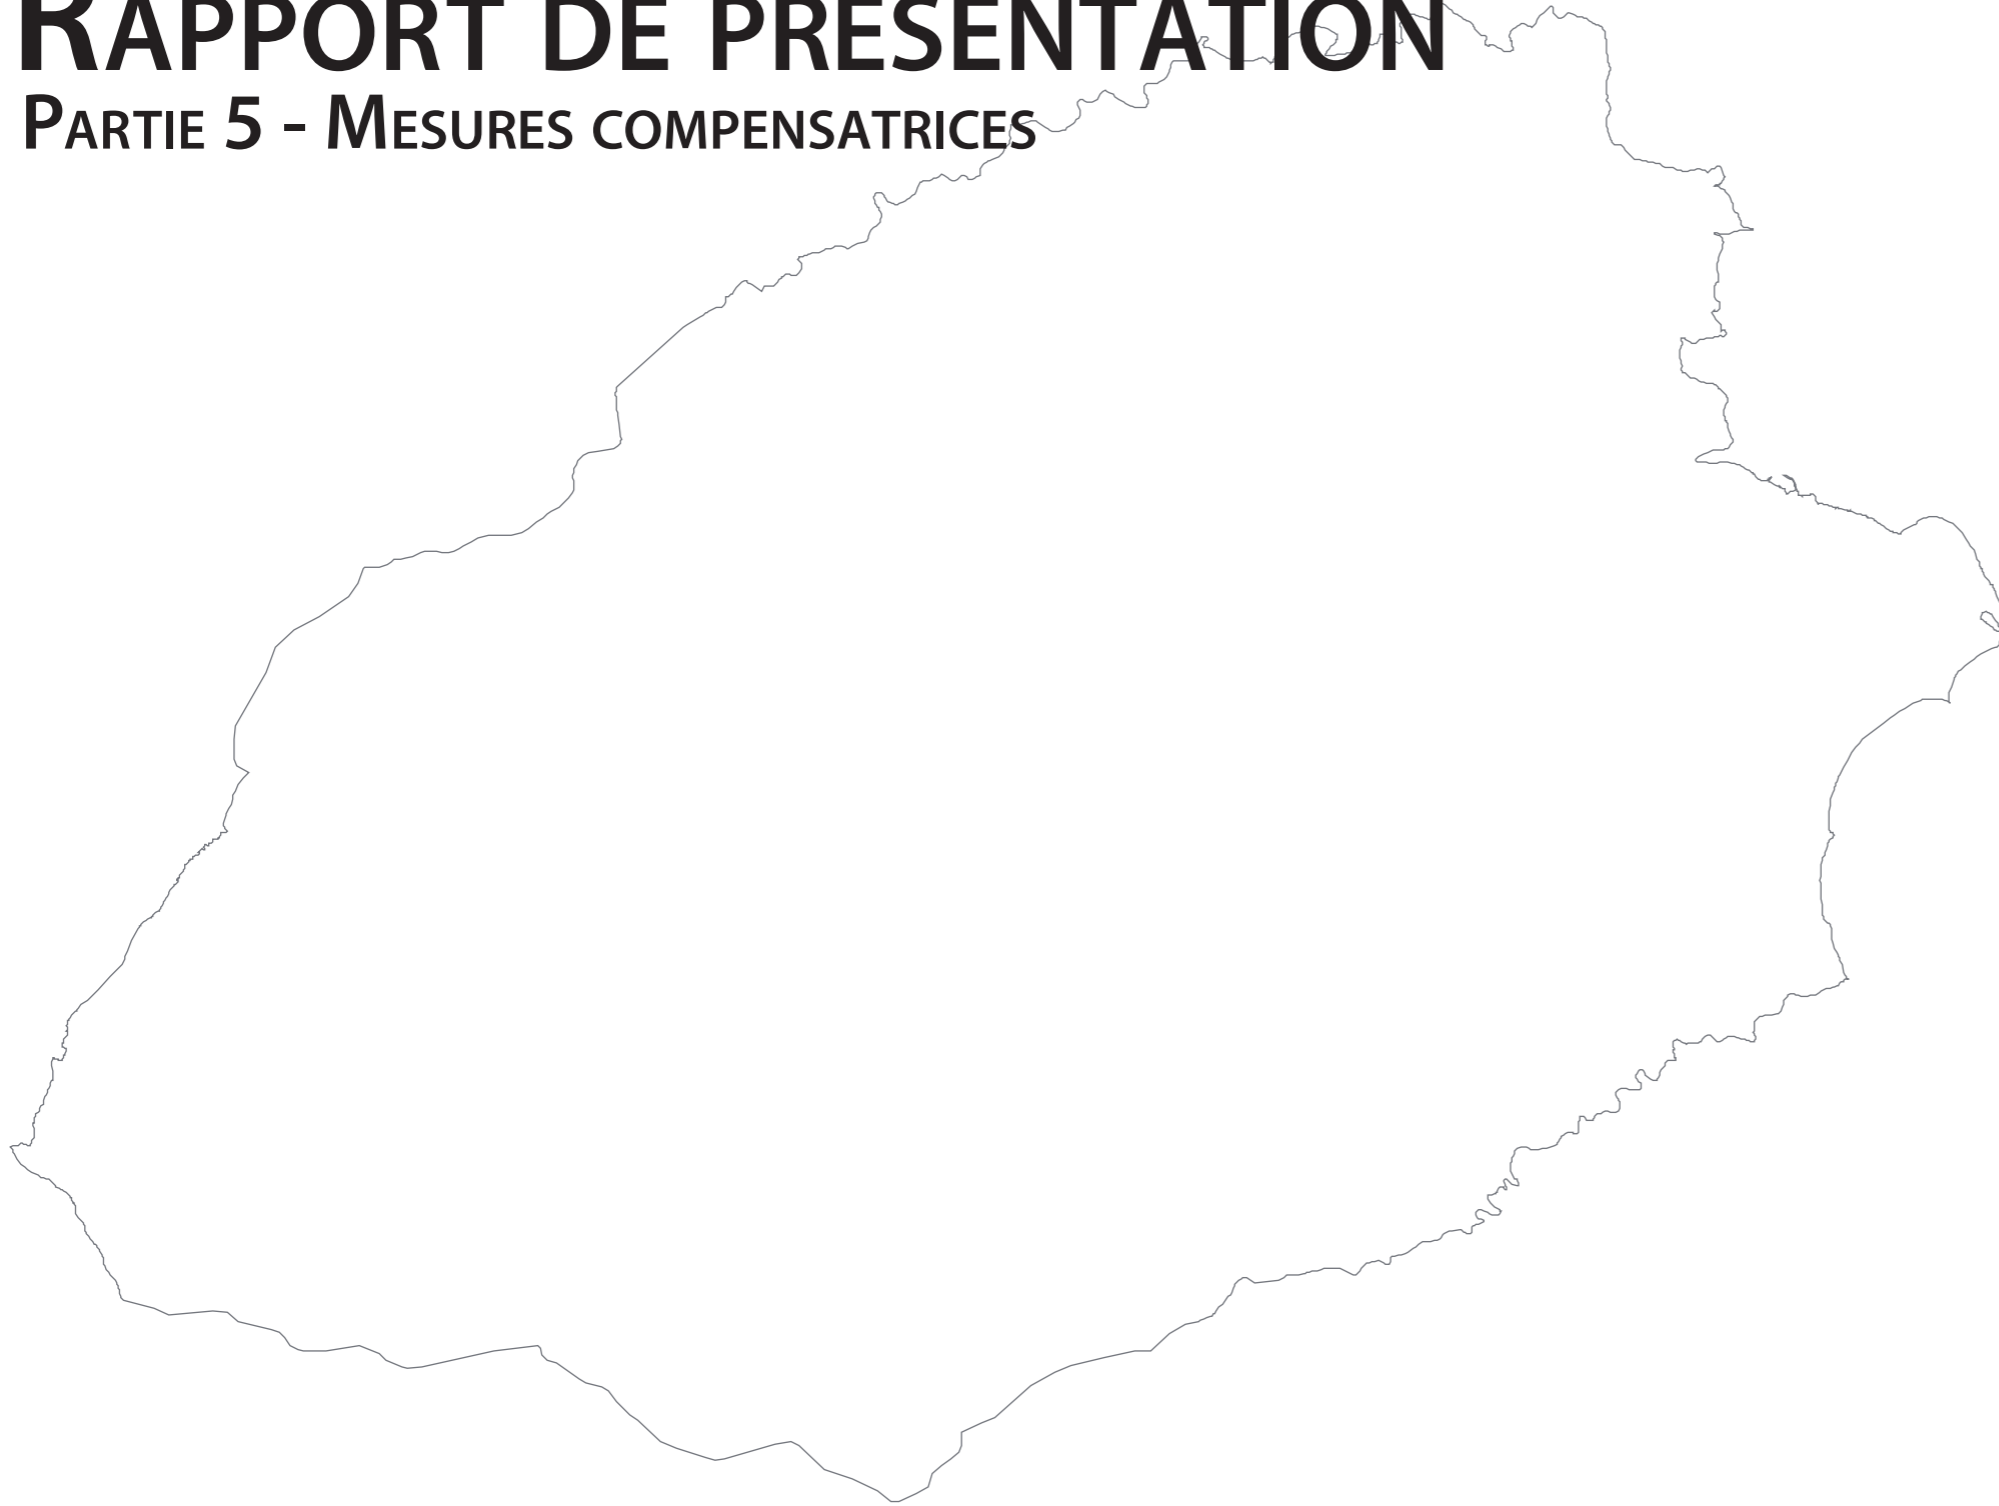 RAPPORT DE PRESENTATION
PARTIE 5 - MESURES COMPENSATRICES